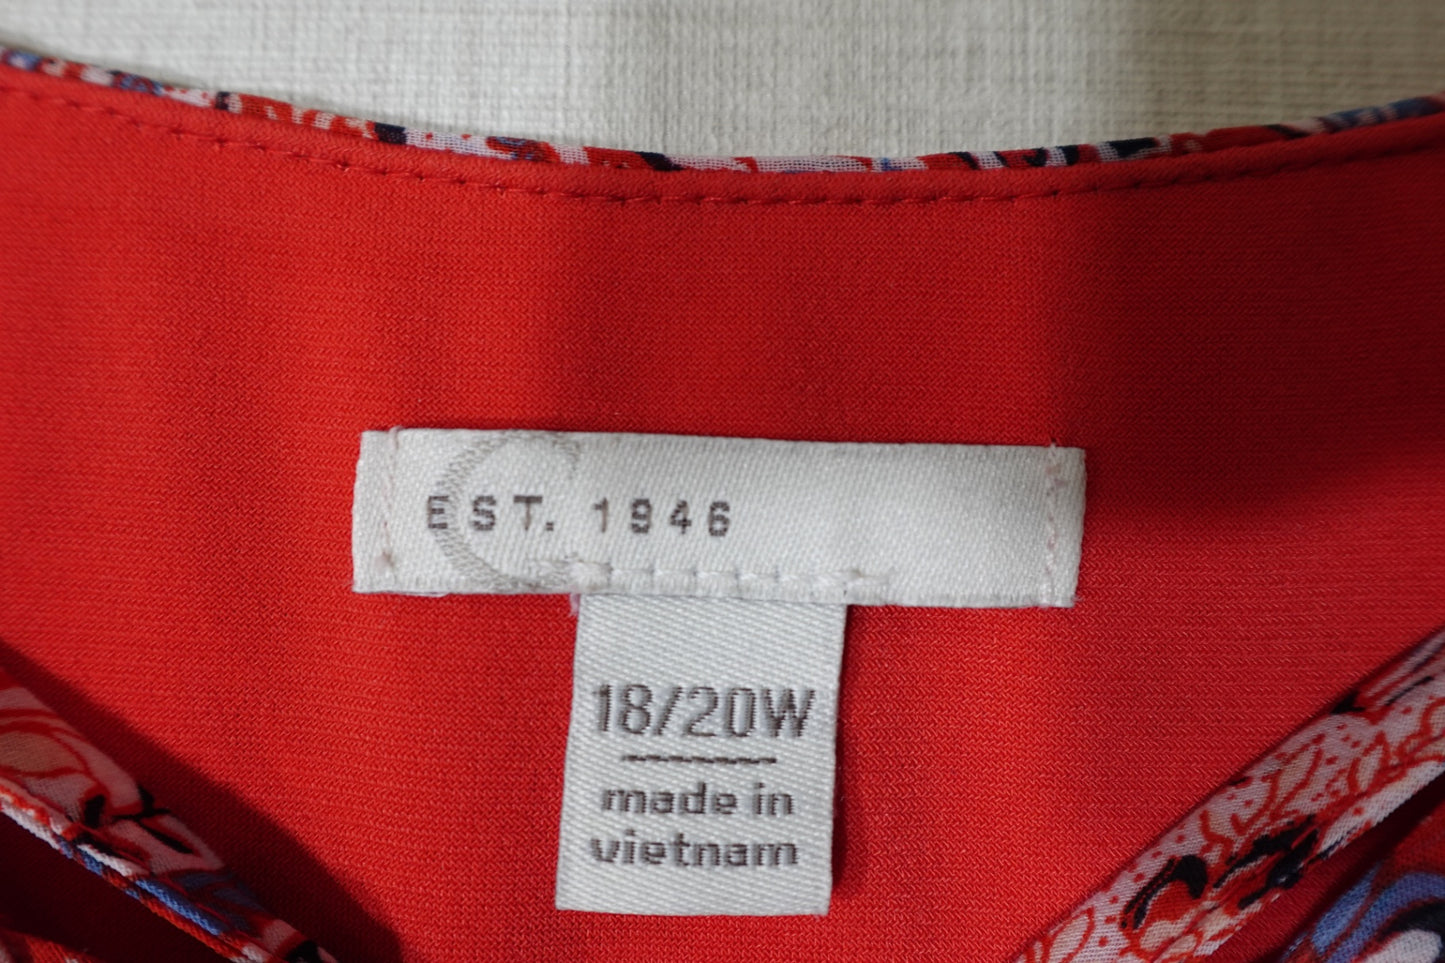 EST. 1946
18/20W
made in
vietnam